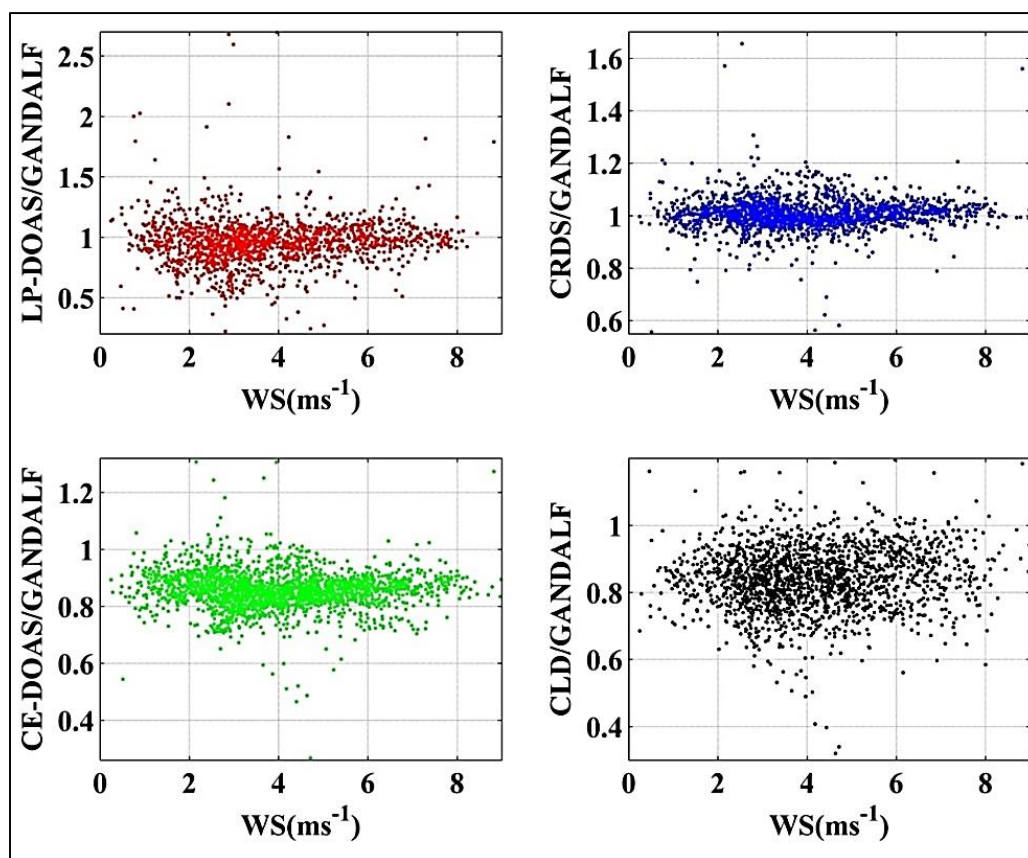 LP-DOAS/GANDALF
2.5
2
1.5
1
0.5
0 2 4 6 8
WS(ms⁻¹)
CRDS/GANDALF
1.6
1.4
1.2
1
0.8
0.6
0 2 4 6 8
WS(ms⁻¹)
CE-DOAS/GANDALF
1.2
1
0.8
0.6
0.4
0 2 4 6 8
WS(ms⁻¹)
CLD/GANDALF
1
0.8
0.6
0.4
0 2 4 6 8
WS(ms⁻¹)